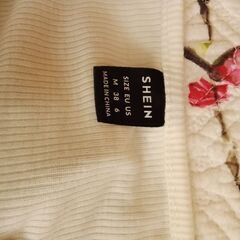 SHEIN
SIZE EU US
M 38 6
MADE IN CHINA